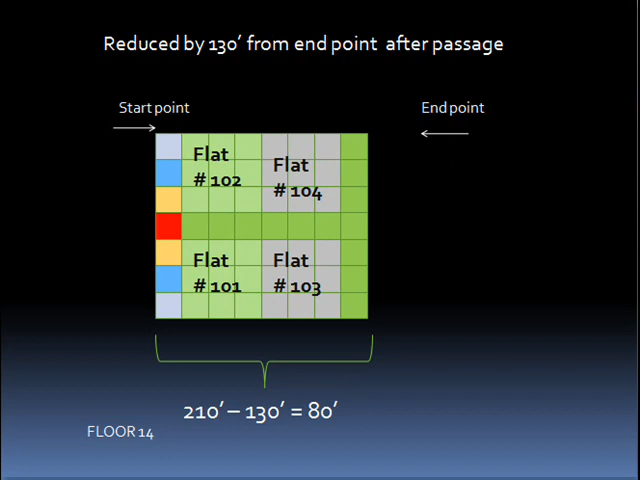 Reduced by 130′ from end point after passage
Start point
End point
Flat
# 102
Flat
# 104
Flat
# 101
Flat
# 103
210′ – 130′ = 80′
FLOOR 14